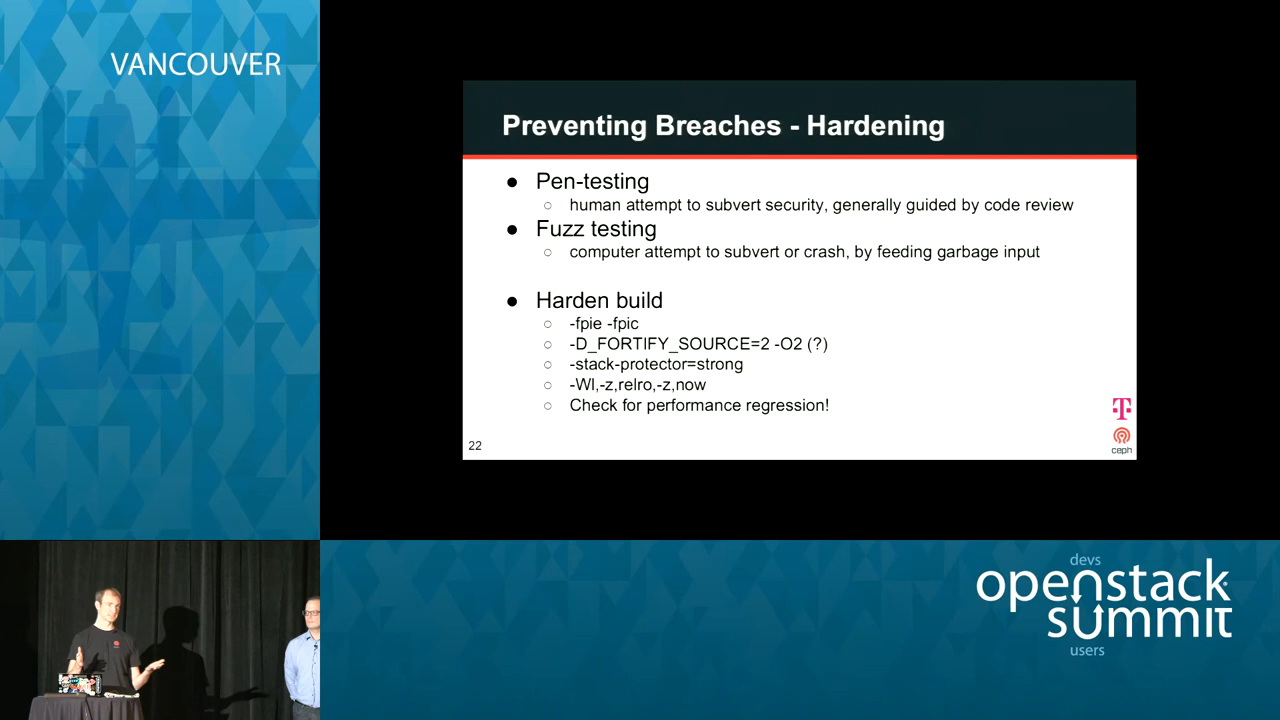 VANCOUVER
Preventing Breaches - Hardening
● Pen-testing
○ human attempt to subvert security, generally guided by code review
● Fuzz testing
○ computer attempt to subvert or crash, by feeding garbage input
● Harden build
○ -fpie -fpic
○ -D_FORTIFY_SOURCE=2 -O2 (?)
○ -stack-protector=strong
○ -Wl,-z,relro,-z,now
○ Check for performance regression!
22
T
ceph
devs
openstack
summit
users